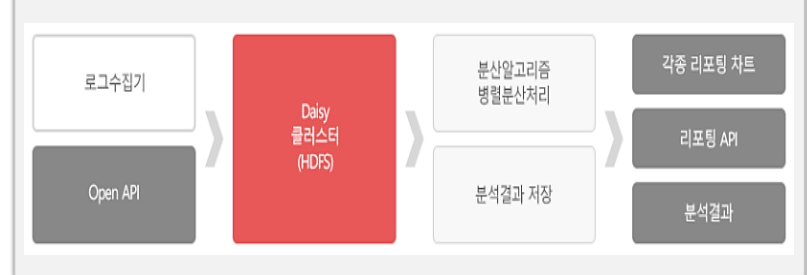 로그수집기
Open API
Daisy
클러스터
(HDFS)
분산알고리즘
병렬분산처리
분석결과 저장
각종 리포팅 차트
리포팅 API
분석결과